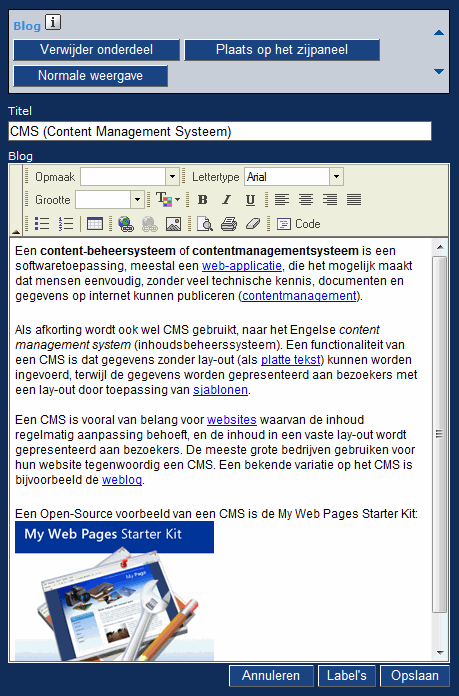 Blog i
Verwijder onderdeel Plaats op het zijpaneel
Normale weergave
Titel
CMS (Content Management Systeem)
Blog
Opmaak Lettertype Arial
Grootte B I U
Code
Een content-beheersysteem of contentmanagementsysteem is een
softwaretoepassing, meestal een web-applicatie, die het mogelijk maakt
dat mensen eenvoudig, zonder veel technische kennis, documenten en
gegevens op internet kunnen publiceren (contentmanagement).
Als afkorting wordt ook wel CMS gebruikt, naar het Engelse content
management system (inhoudsbeheerssysteem). Een functionaliteit van
een CMS is dat gegevens zonder lay-out (als platte tekst) kunnen worden
ingevoerd, terwijl de gegevens worden gepresenteerd aan bezoekers met
een lay-out door toepassing van sjablonen.
Een CMS is vooral van belang voor websites waarvan de inhoud
regelmatig aanpassing behoeft, en de inhoud in een vaste lay-out wordt
gepresenteerd aan bezoekers. De meeste grote bedrijven gebruiken voor
hun website tegenwoordig een CMS. Een bekende variatie op het CMS is
bijvoorbeeld de weblog.
Een Open-Source voorbeeld van een CMS is de My Web Pages Starter Kit:
My Web Pages Starter Kit
My Page
Annuleren Label's Opslaan